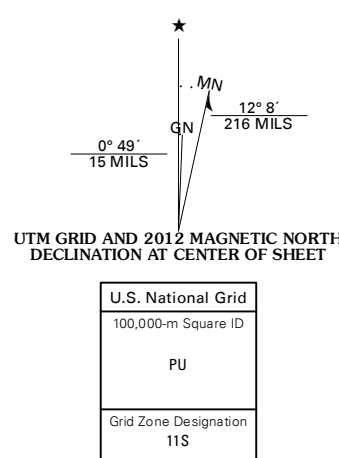 ★
MN
GN
12° 8´
216 MILS
0° 49´
15 MILS
UTM GRID AND 2012 MAGNETIC NORTH
DECLINATION AT CENTER OF SHEET
U.S. National Grid
100,000-m Square ID
PU
Grid Zone Designation
11S